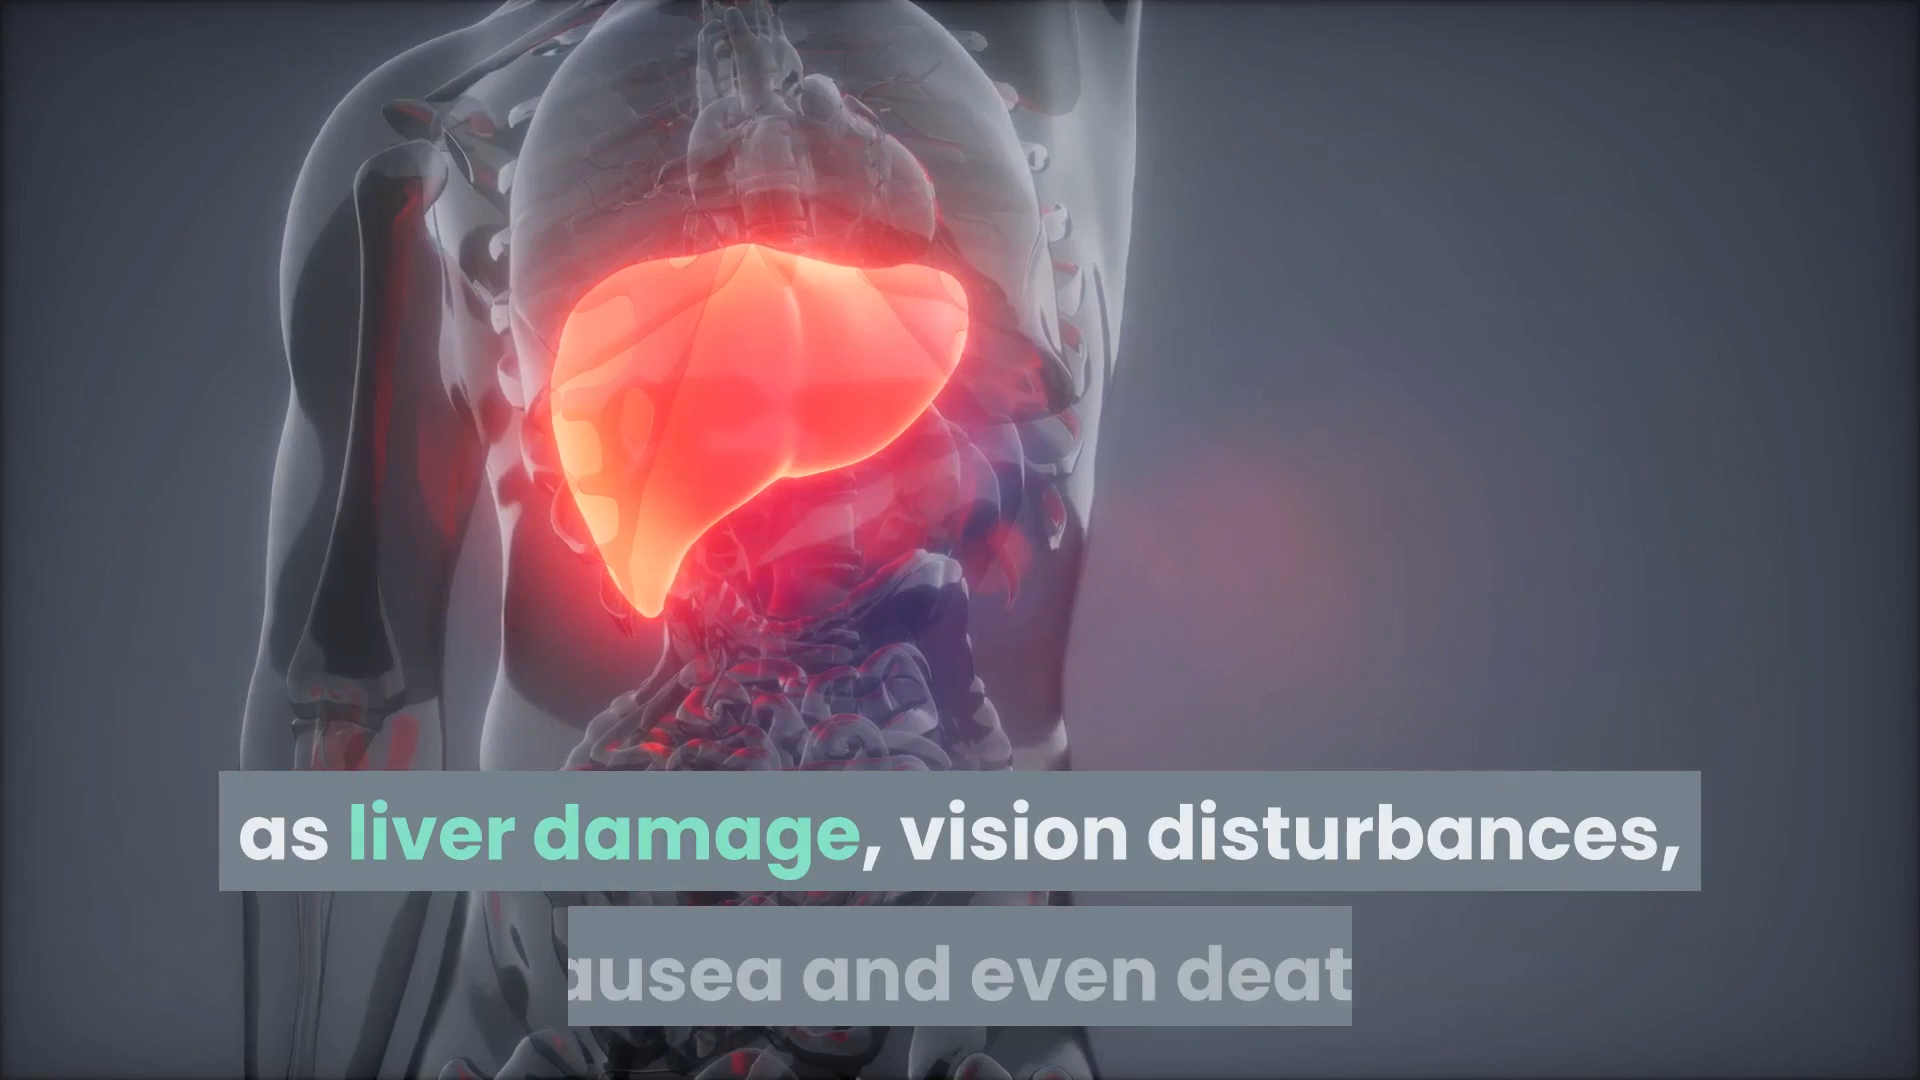 as liver damage, vision disturbances,
ausea and even deat